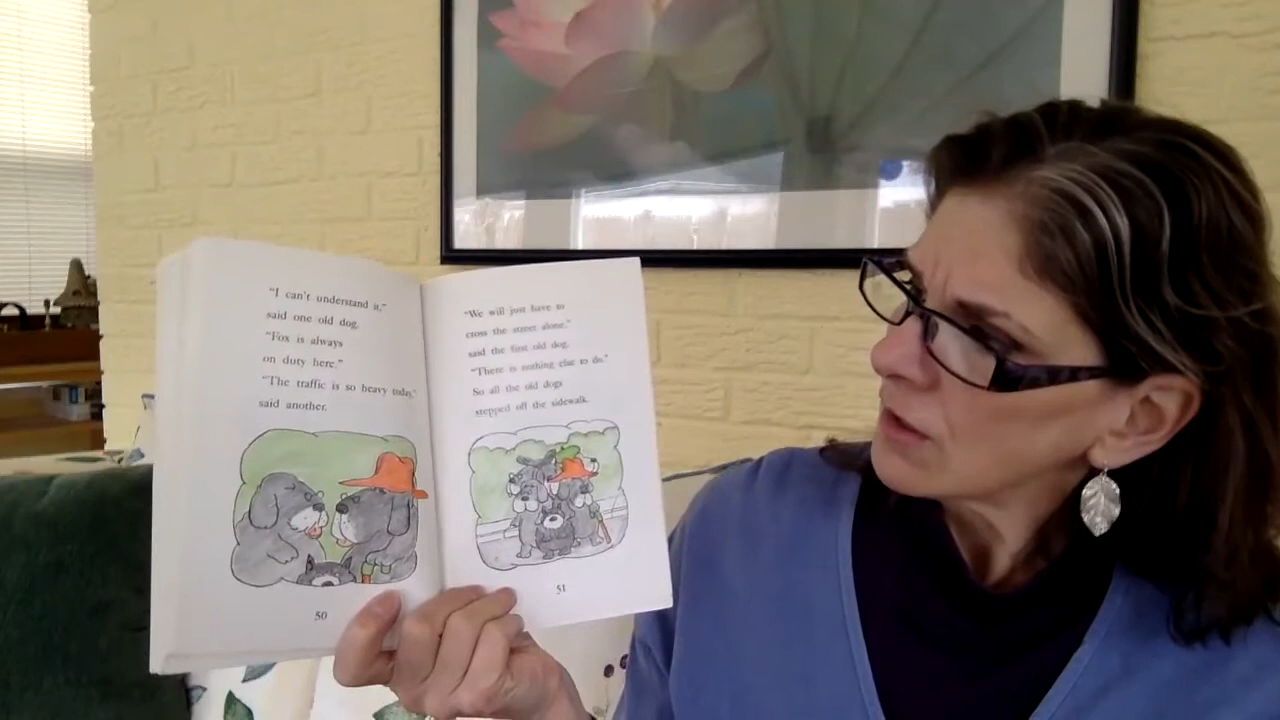 "I can't understand it,"
said one old dog.
"Fox is always
on duty here."
"The traffic is so heavy today,"
said another.
50
"We will just have to
cross the street alone,"
said the first old dog.
"There is nothing else to do."
So all the old dogs
stepped off the sidewalk.
51